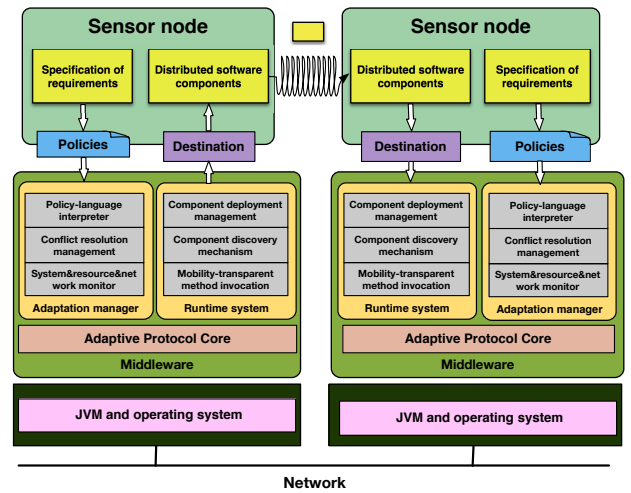 Sensor node
Specification of
requirements
Distributed software
components
Policies
Destination
Policy-language
interpreter
Conflict resolution
management
System&resource&net
work monitor
Adaptation manager
Component deployment
management
Component discovery
mechanism
Mobility-transparent
method invocation
Runtime system
Adaptive Protocol Core
Middleware
JVM and operating system
Sensor node
Distributed software
components
Specification of
requirements
Destination
Policies
Component deployment
management
Component discovery
mechanism
Mobility-transparent
method invocation
Runtime system
Policy-language
interpreter
Conflict resolution
management
System&resource&net
work monitor
Adaptation manager
Adaptive Protocol Core
Middleware
JVM and operating system
Network